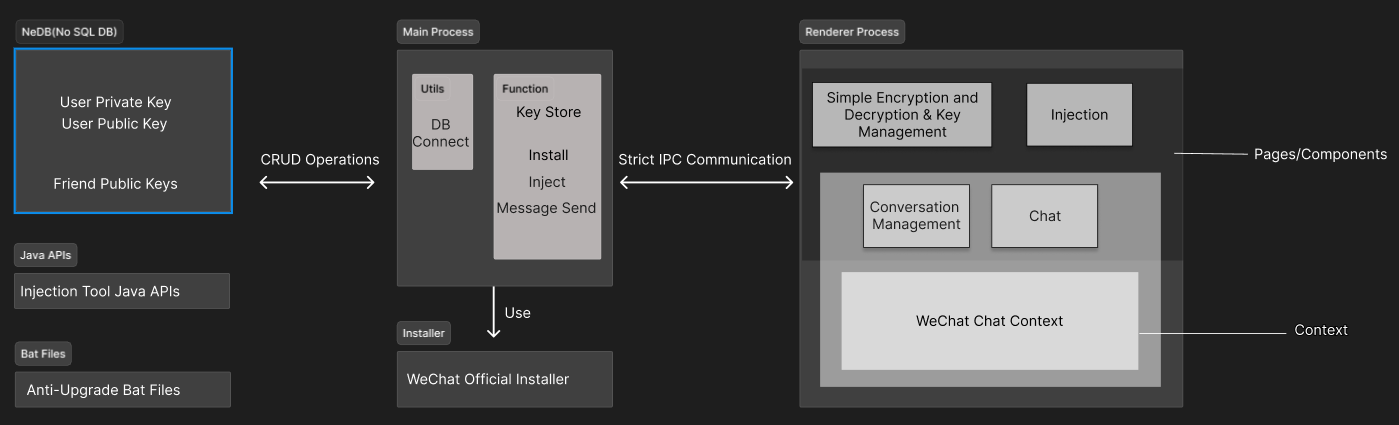 NeDB(No SQL DB)
User Private Key
User Public Key
Friend Public Keys
Java APIs
Injection Tool Java APIs
Bat Files
Anti-Upgrade Bat Files
CRUD Operations
Main Process
Utils
DB
Connect
Function
Key Store
Install
Inject
Message Send
Use
Installer
WeChat Official Installer
Strict IPC Communication
Renderer Process
Simple Encryption and
Decryption & Key
Management
Injection
Conversation
Management
Chat
WeChat Chat Context
Pages/Components
Context